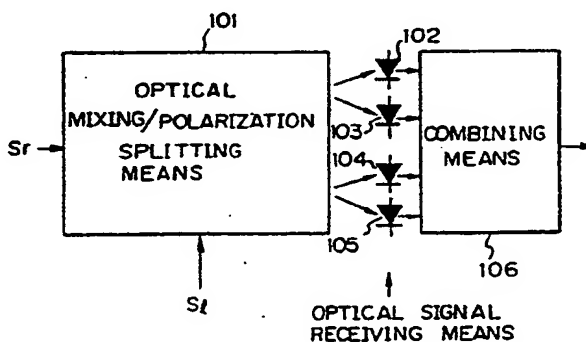 101
OPTICAL
MIXING/POLARIZATION
SPLITTING
MEANS
Sr
Sℓ
102
103
104
105
COMBINING
MEANS
106
OPTICAL SIGNAL
RECEIVING MEANS